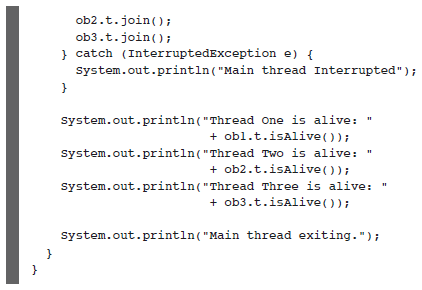 ob2.t.join();
ob3.t.join();
} catch (InterruptedException e) {
System.out.println("Main thread Interrupted");
}
System.out.println("Thread One is alive: "
+ ob1.t.isAlive());
System.out.println("Thread Two is alive: "
+ ob2.t.isAlive());
System.out.println("Thread Three is alive: "
+ ob3.t.isAlive());
System.out.println("Main thread exiting.");
}
}